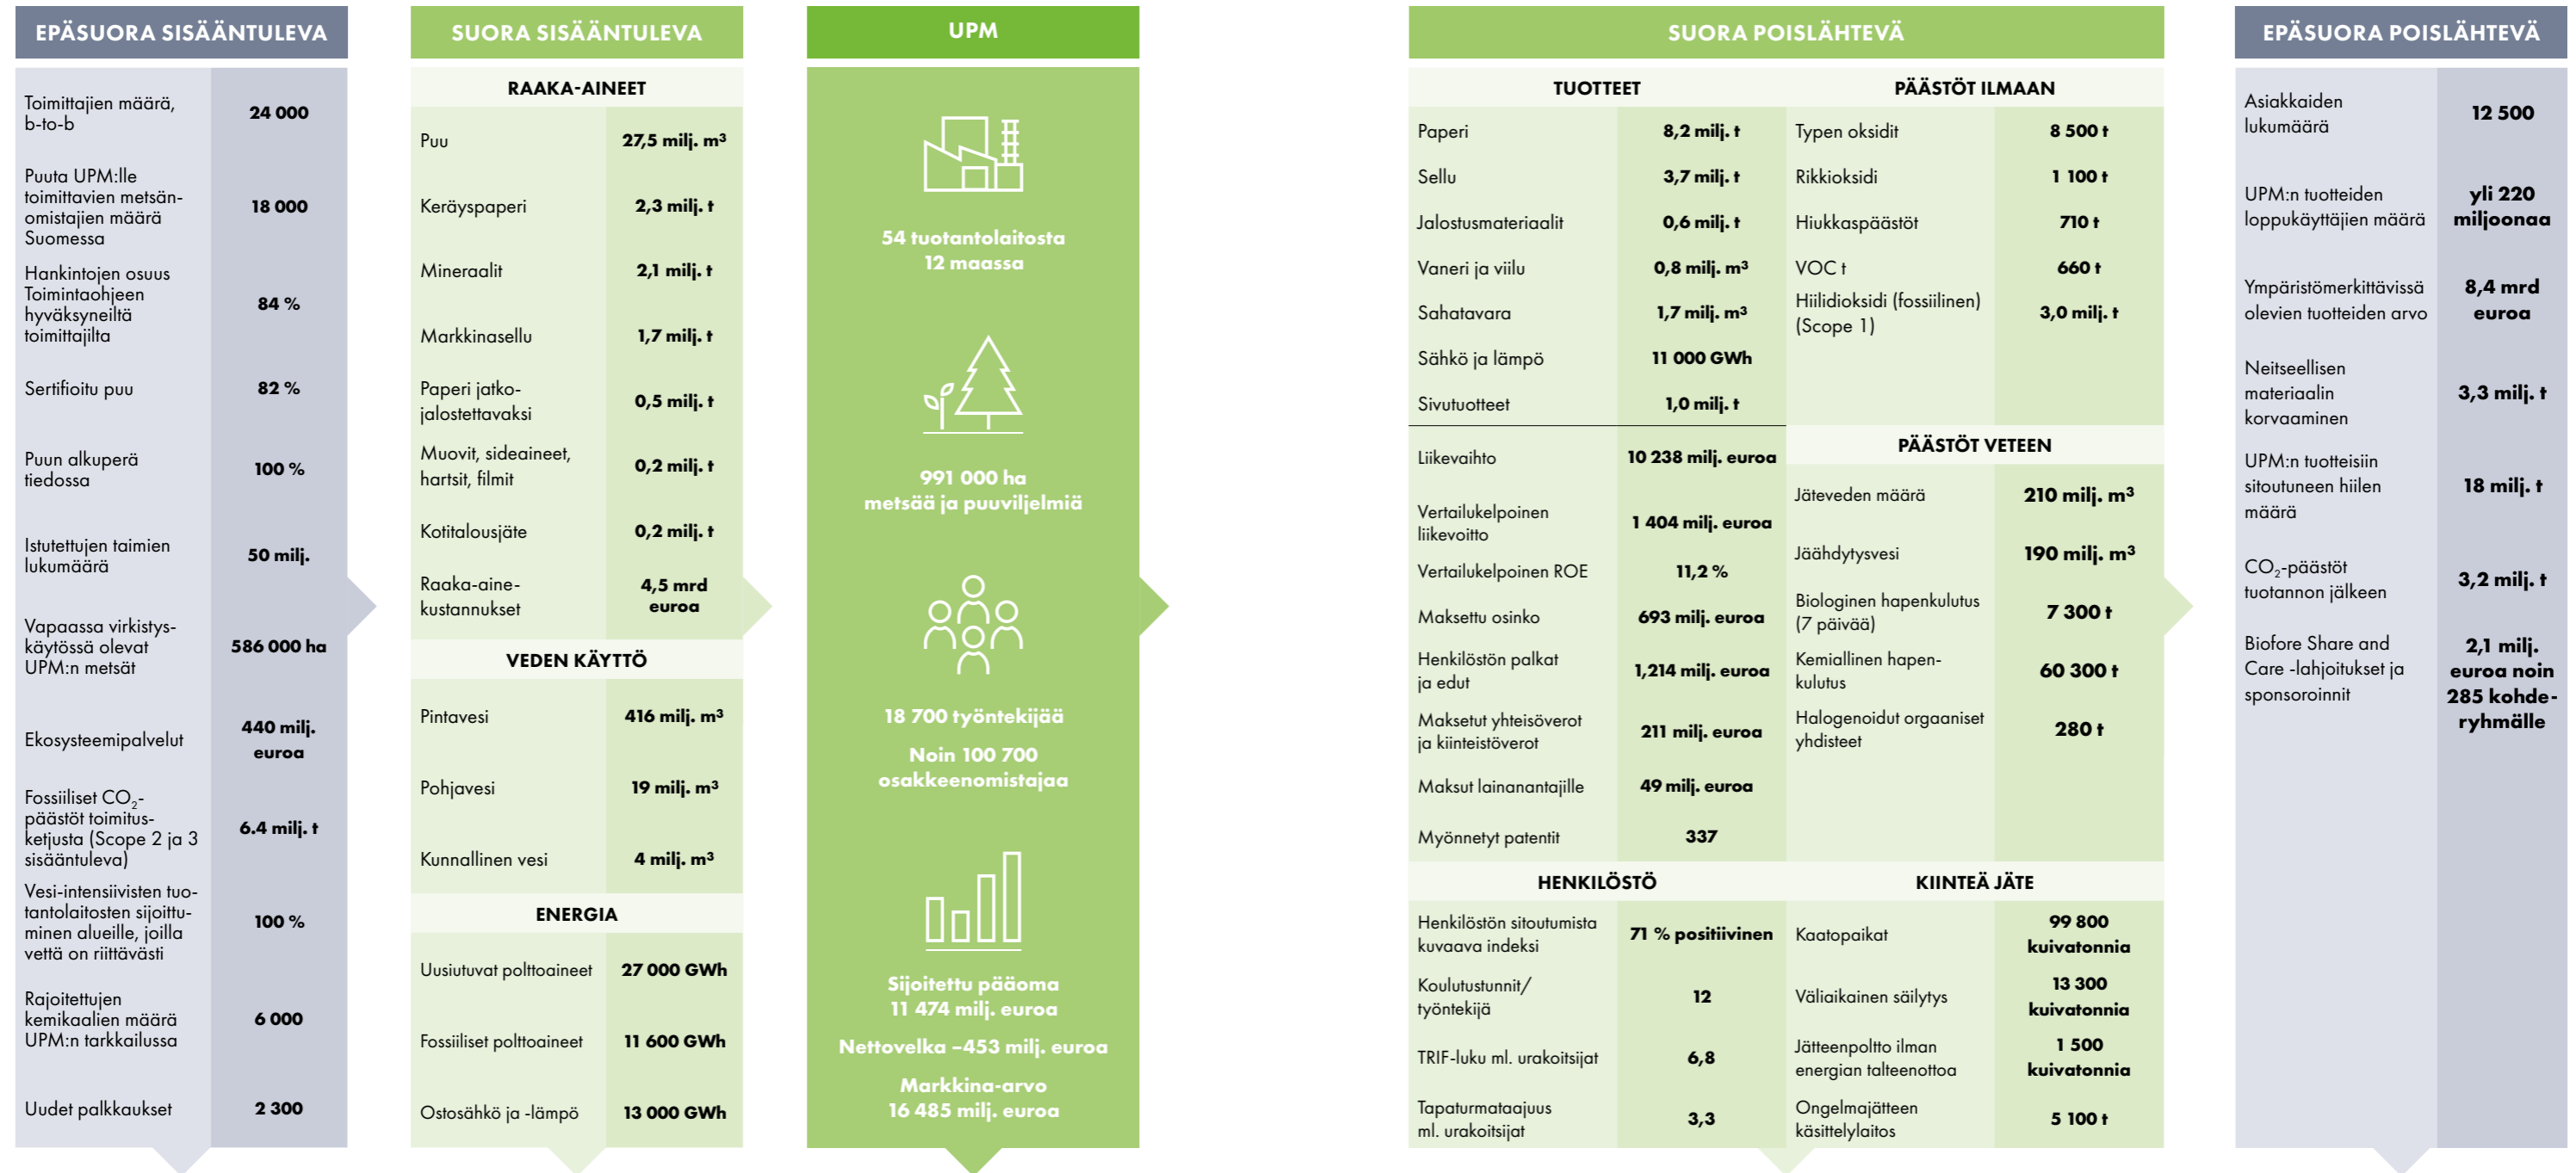 EPÄSUORA SISÄÄNTULEVA
Toimittajien määrä,
b-to-b
24 000
Puuta UPM:lle
toimittavien metsän-
omistajien määrä
Suomessa
18 000
Hankintojen osuus
Toimintaohjeen
hyväksyneiltä
toimittajilta
84 %
Sertifioitu puu
82 %
Puun alkuperä
tiedossa
100 %
Istutettujen taimien
lukumäärä
50 milj.
Vapaassa virkistys-
käytössä olevat
UPM:n metsät
586 000 ha
Ekosysteemipalvelut
440 milj.
euroa
Fossiiliset CO₂-
päästöt toimitus-
ketjusta (Scope 2 ja 3
sisääntuleva)
6.4 milj. t
Vesi-intensiivisten tuo-
tantolaitosten sijoittu-
minen alueille, joilla
vettä on riittävästi
100 %
Rajoitettujen
kemikaalien määrä
UPM:n tarkkailussa
6 000
Uudet palkkaukset
2 300
SUORA SISÄÄNTULEVA
RAAKA-AINEET
Puu
27,5 milj. m³
Keräyspaperi
2,3 milj. t
Mineraalit
2,1 milj. t
Markkinasellu
1,7 milj. t
Paperi jatko-
jalostettavaksi
0,5 milj. t
Muovit, sideaineet,
hartsit, filmit
0,2 milj. t
Kotitalousjäte
0,2 milj. t
Raaka-aine-
kustannukset
4,5 mrd
euroa
VEDEN KÄYTTÖ
Pintavesi
416 milj. m³
Pohjavesi
19 milj. m³
Kunnallinen vesi
4 milj. m³
ENERGIA
Uusiutuvat polttoaineet
27 000 GWh
Fossiiliset polttoaineet
11 600 GWh
Ostosähkö ja -lämpö
13 000 GWh
UPM
54 tuotantolaitosta
12 maassa
991 000 ha
metsää ja puuviljelmiä
18 700 työntekijää
Noin 100 700
osakkeenomistajaa
Sijoitettu pääoma
11 474 milj. euroa
Nettovelka –453 milj. euroa
Markkina-arvo
16 485 milj. euroa
SUORA POISLÄHTEVÄ
TUOTTEET
Paperi
8,2 milj. t
Sellu
3,7 milj. t
Jalostusmateriaalit
0,6 milj. t
Vaneri ja viilu
0,8 milj. m³
Sahatavara
1,7 milj. m³
Sähkö ja lämpö
11 000 GWh
Sivutuotteet
1,0 milj. t
Liikevaihto
10 238 milj. euroa
Vertailukelpoinen
liikevoitto
1 404 milj. euroa
Vertailukelpoinen ROE
11,2 %
Maksettu osinko
693 milj. euroa
Henkilöstön palkat
ja edut
1,214 milj. euroa
Maksetut yhteisöverot
ja kiinteistöverot
211 milj. euroa
Maksut lainanantajille
49 milj. euroa
Myönnetyt patentit
337
HENKILÖSTÖ
Henkilöstön sitoutumista
kuvaava indeksi
71 % positiivinen
Koulutustunnit/
työntekijä
12
TRIF-luku ml. urakoitsijat
6,8
Tapaturmataajuus
ml. urakoitsijat
3,3
PÄÄSTÖT ILMAAN
Typen oksidit
8 500 t
Rikkioksidi
1 100 t
Hiukkaspäästöt
710 t
VOC t
660 t
Hiilidioksidi (fossiilinen)
(Scope 1)
3,0 milj. t
PÄÄSTÖT VETEEN
Jäteveden määrä
210 milj. m³
Jäähdytysvesi
190 milj. m³
Biologinen hapenkulutus
(7 päivää)
7 300 t
Kemiallinen hapen-
kulutus
60 300 t
Halogenoidut orgaaniset
yhdisteet
280 t
KIINTEÄ JÄTE
Kaatopaikat
99 800
kuivatonnia
Väliaikainen säilytys
13 300
kuivatonnia
Jätteenpoltto ilman
energian talteenottoa
1 500
kuivatonnia
Ongelmajätteen
käsittelylaitos
5 100 t
EPÄSUORA POISLÄHTEVÄ
Asiakkaiden
lukumäärä
12 500
UPM:n tuotteiden
loppukäyttäjien määrä
yli 220
miljoonaa
Ympäristömerkittävissä
olevien tuotteiden arvo
8,4 mrd
euroa
Neitseellisen
materiaalin
korvaaminen
3,3 milj. t
UPM:n tuotteisiin
sitoutuneen hiilen
määrä
18 milj. t
CO₂-päästöt
tuotannon jälkeen
3,2 milj. t
Biofore Share and
Care -lahjoitukset ja
sponsoroinnit
2,1 milj.
euroa noin
285 kohde-
ryhmälle